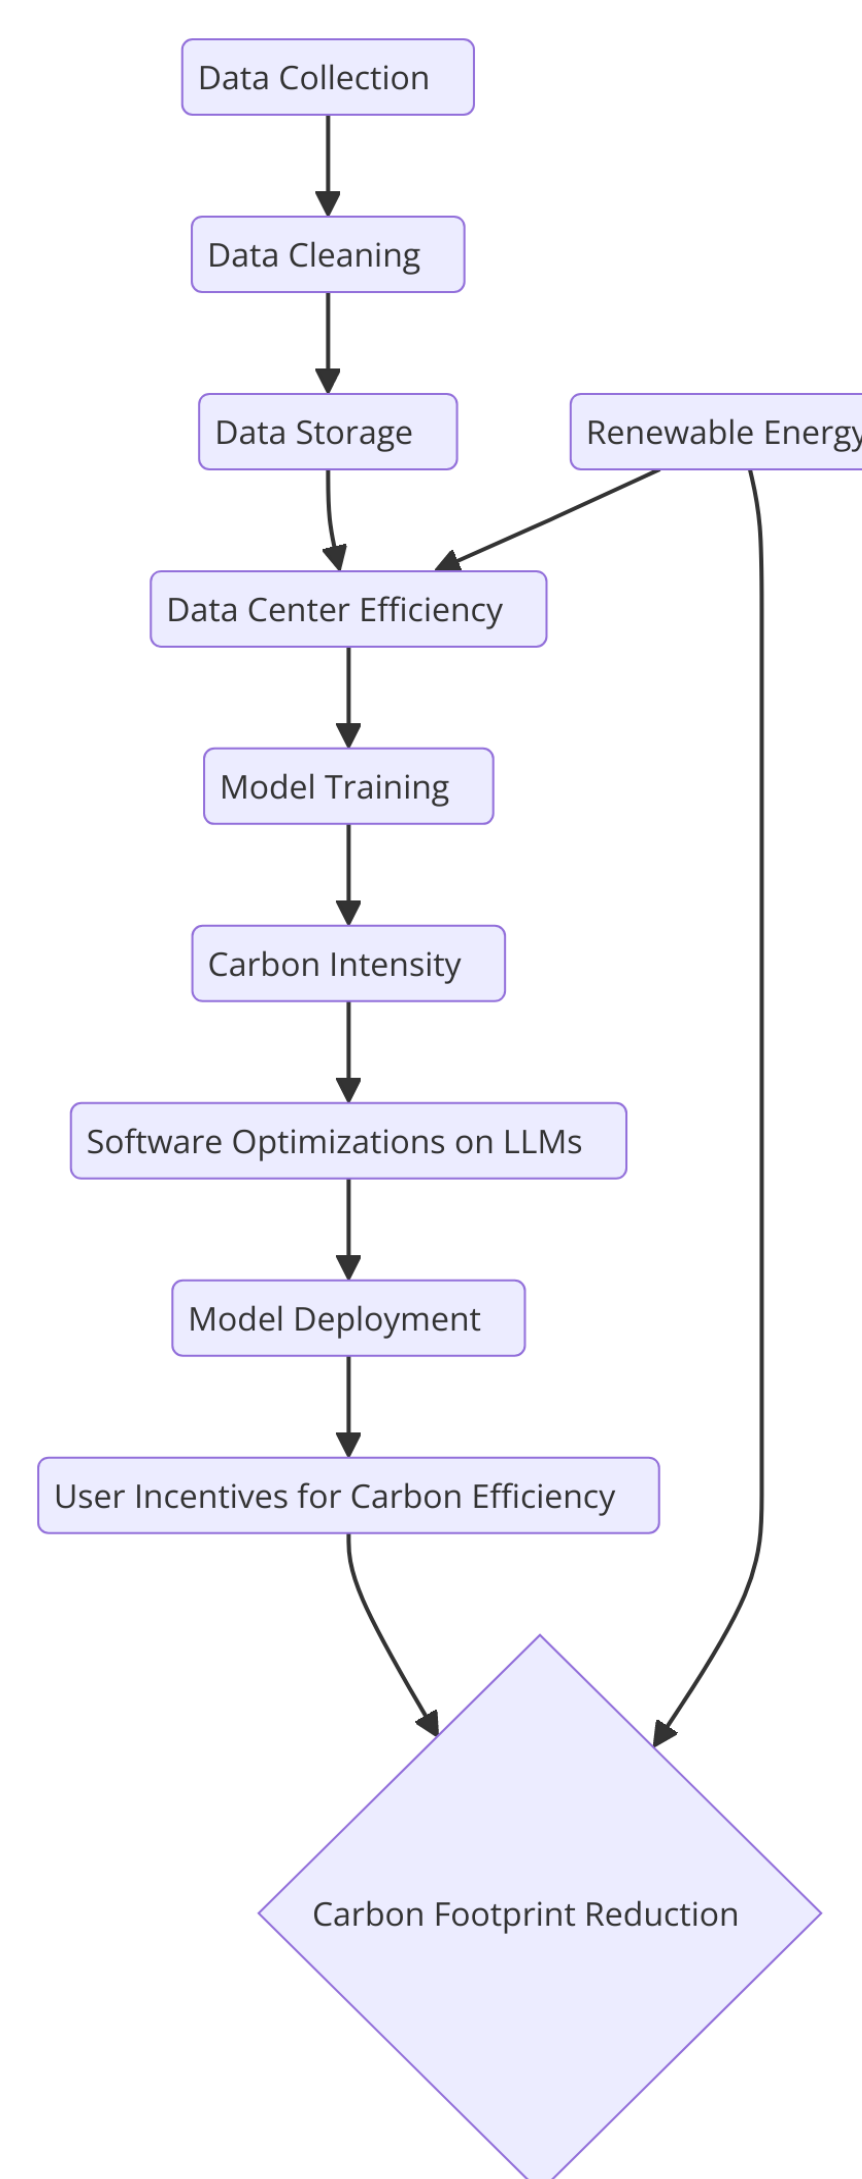 Data Collection
Data Cleaning
Data Storage
Renewable Energy
Data Center Efficiency
Model Training
Carbon Intensity
Software Optimizations on LLMs
Model Deployment
User Incentives for Carbon Efficiency
Carbon Footprint Reduction